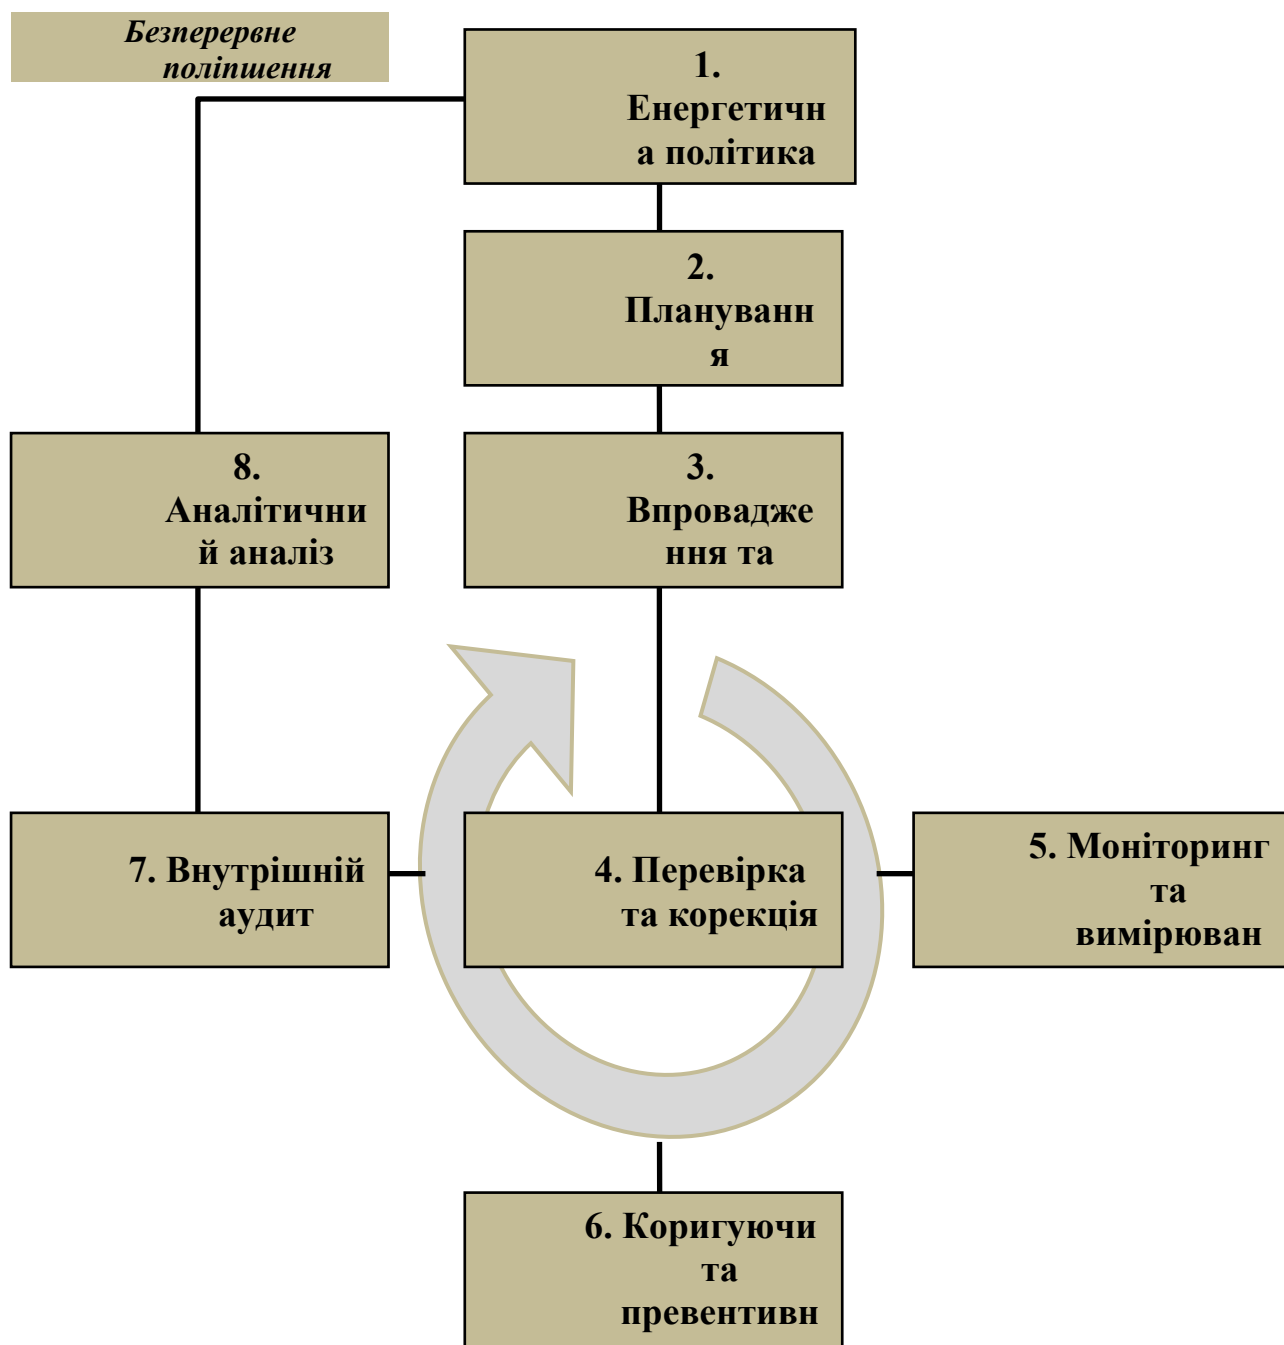 Безперервне
поліпшення
1.
Енергетичн
а політика
2.
Плануванн
я
8.
Аналітични
й аналіз
3.
Впровадже
ння та
7. Внутрішній
аудит
4. Перевірка
та корекція
5. Моніторинг
та
вимірюван
6. Коригуючи
та
превентивн